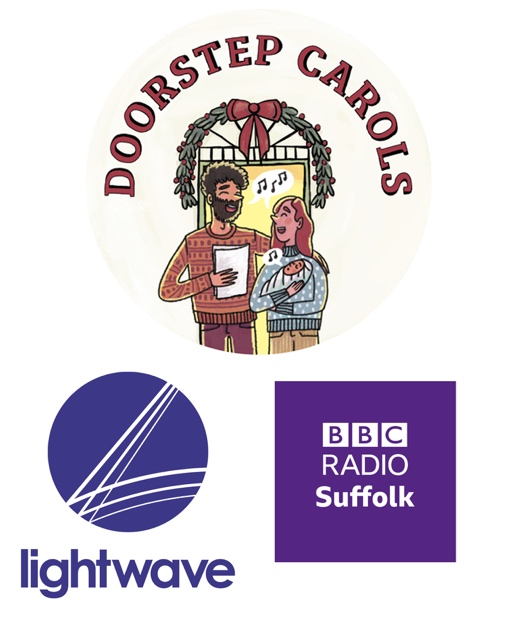 DOORSTEP CAROLS
lightwave
BBC
RADIO
Suffolk